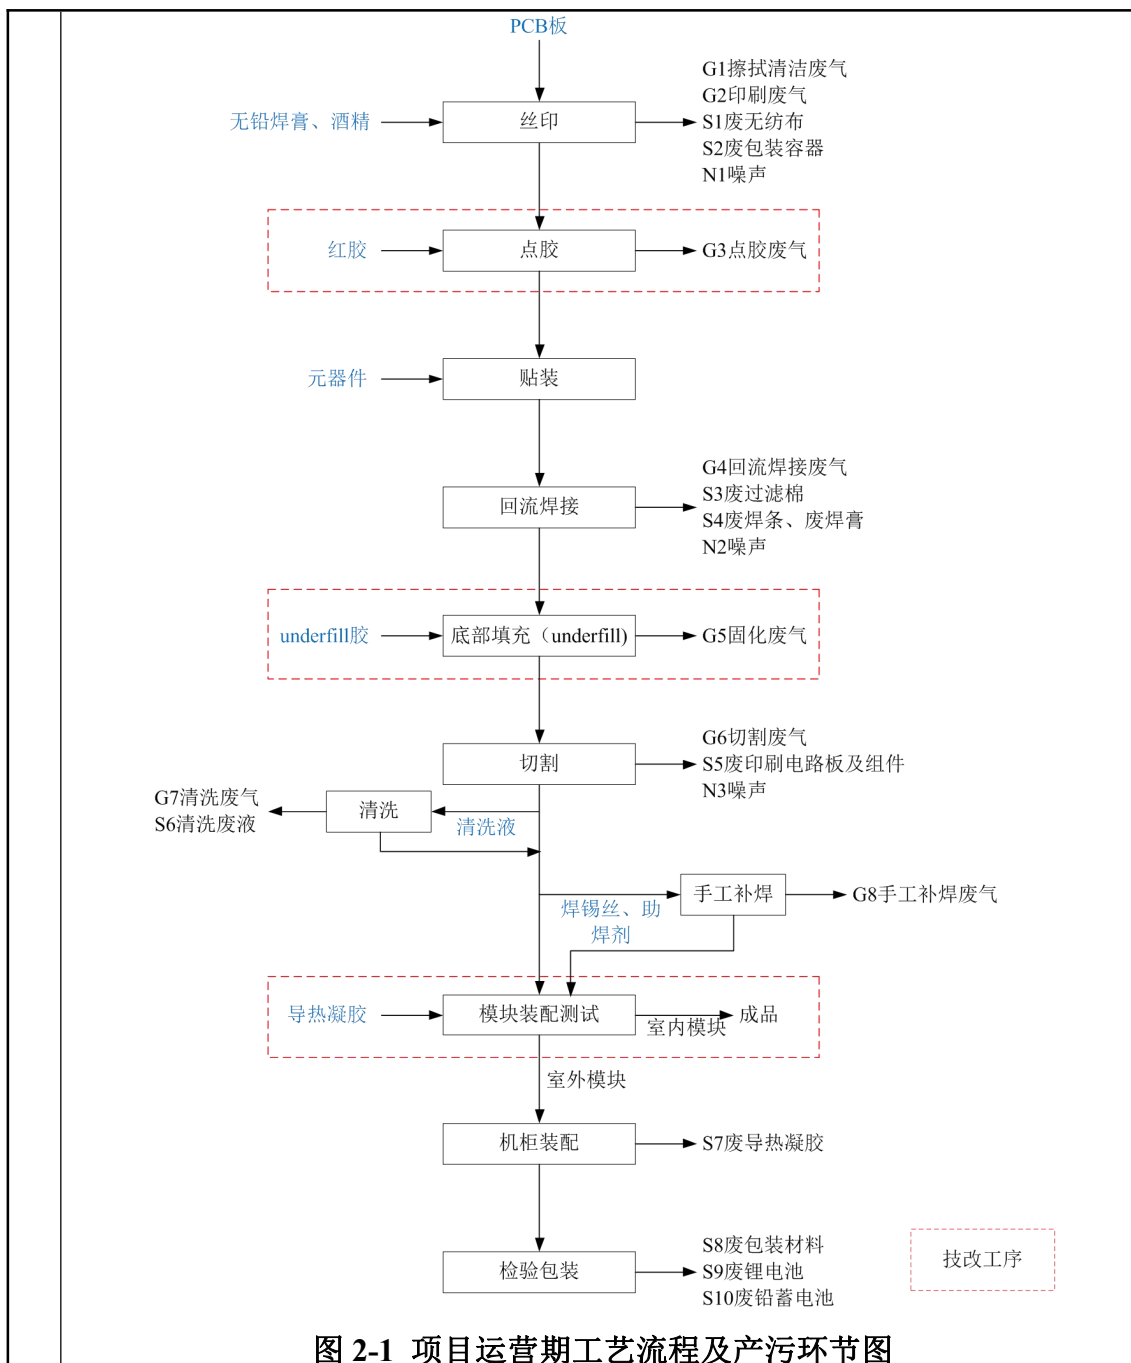 PCB板
G1擦拭清洁废气
G2印刷废气
无铅焊膏、酒精
丝印
S1废无纺布
S2废包装容器
N1噪声
红胶
点胶
G3点胶废气
元器件
贴装
G4回流焊接废气
回流焊接
S3废过滤棉
S4废焊条、废焊膏
N2噪声
underfill胶
底部填充（underfill)
G5固化废气
G6切割废气
切割
S5废印刷电路板及组件
N3噪声
G7清洗废气
S6清洗废液
清洗
清洗液
手工补焊
G8手工补焊废气
焊锡丝、助
焊剂
导热凝胶
模块装配测试
室内模块
成品
室外模块
机柜装配
S7废导热凝胶
S8废包装材料
检验包装
S9废锂电池
S10废铅蓄电池
技改工序
图 2-1 项目运营期工艺流程及产污环节图